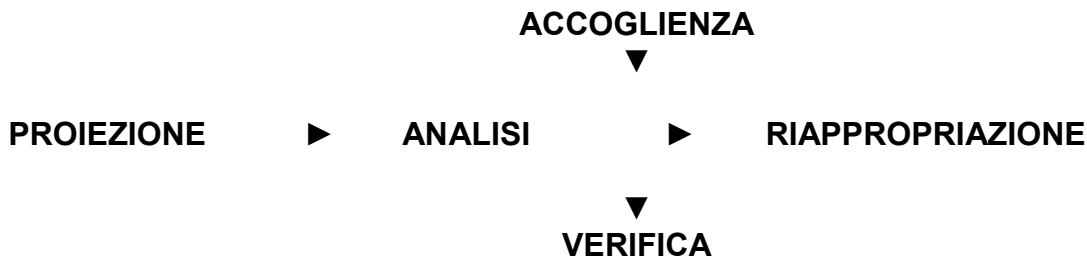 ACCOGLIENZA
▼
PROIEZIONE ► ANALISI ► RIAPPROPRIAZIONE
▼
VERIFICA